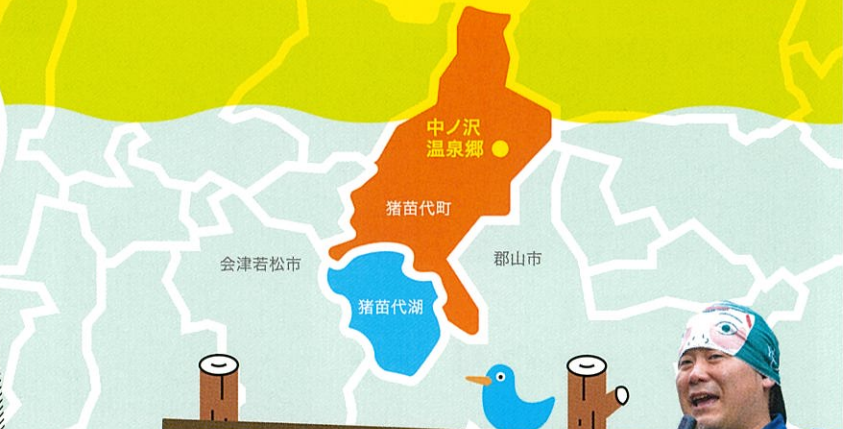 中ノ沢
温泉郷
猪苗代町
会津若松市
郡山市
猪苗代湖